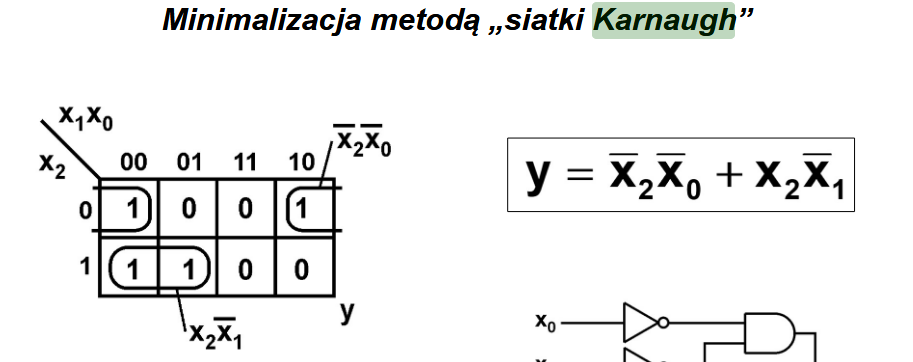 Minimalizacja metodą „siatki Karnaugh”
x₁x₀
x₂
00 01 11 10
x̅₂x̅₀
0 1 0 0 1
1 1 1 0 0
x₂x̅₁
y
y = x̅₂x̅₀ + x₂x̅₁
x₀